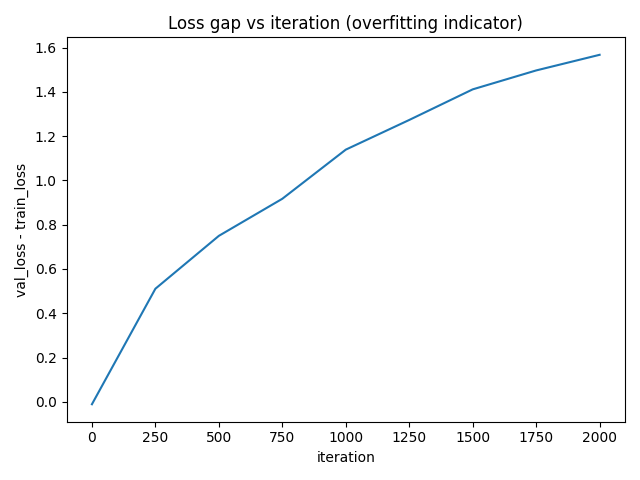 Loss gap vs iteration (overfitting indicator)
val_loss - train_loss
1.6
1.4
1.2
1.0
0.8
0.6
0.4
0.2
0.0
0 250 500 750 1000 1250 1500 1750 2000
iteration